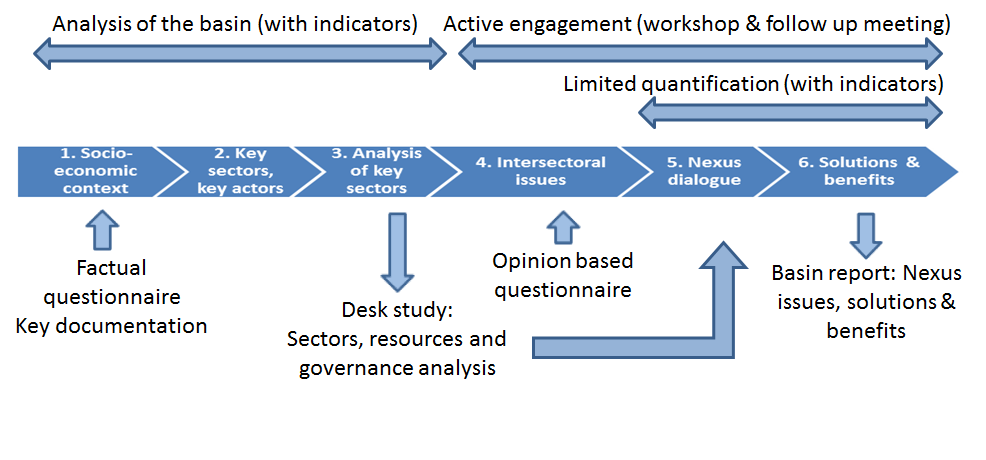 Analysis of the basin (with indicators)
Active engagement (workshop & follow up meeting)
Limited quantification (with indicators)
1. Socio-
economic
context
2. Key
sectors,
key actors
3. Analysis
of key
sectors
4. Intersectoral
issues
5. Nexus
dialogue
6. Solutions &
benefits
Factual
questionnaire
Key documentation
Desk study:
Sectors, resources and
governance analysis
Opinion based
questionnaire
Basin report: Nexus
issues, solutions &
benefits